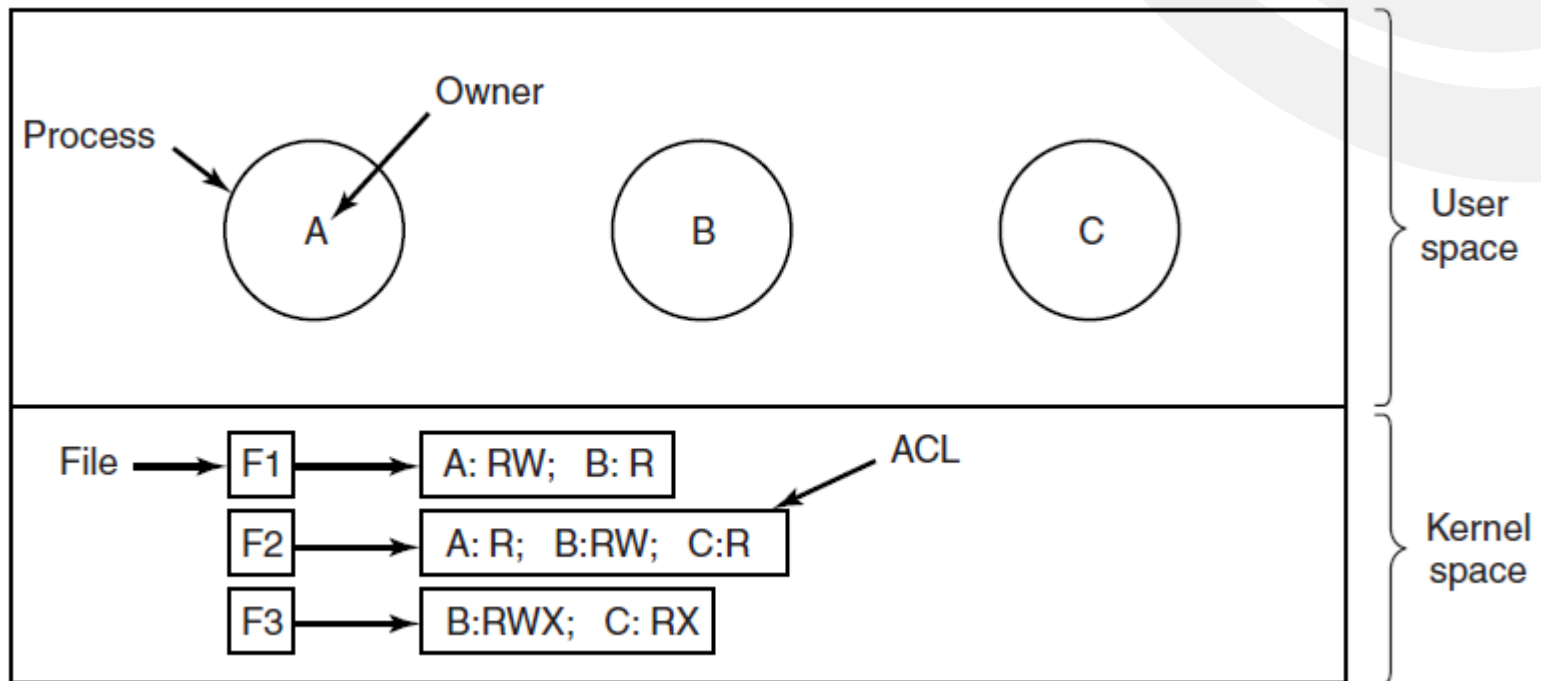 Owner
Process
A
B
C
User
space
File
F1
A: RW; B: R
ACL
F2
A: R; B:RW; C:R
F3
B:RWX; C: RX
Kernel
space